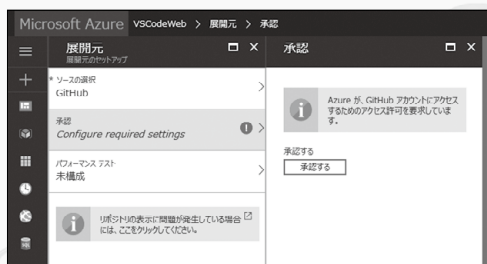 Microsoft Azure VSCodeWeb > 展開元 > 承認
展開元
展開元のセットアップ
* ソースの選択
GitHub
承認
Configure required settings
パフォーマンス テスト
未構成
リポジトリの表示に問題が発生している場合
には、ここをクリックしてください。
承認
Azure が、GitHub アカウントにアクセス
するためのアクセス許可を要求していま
す。
承認する
承認する